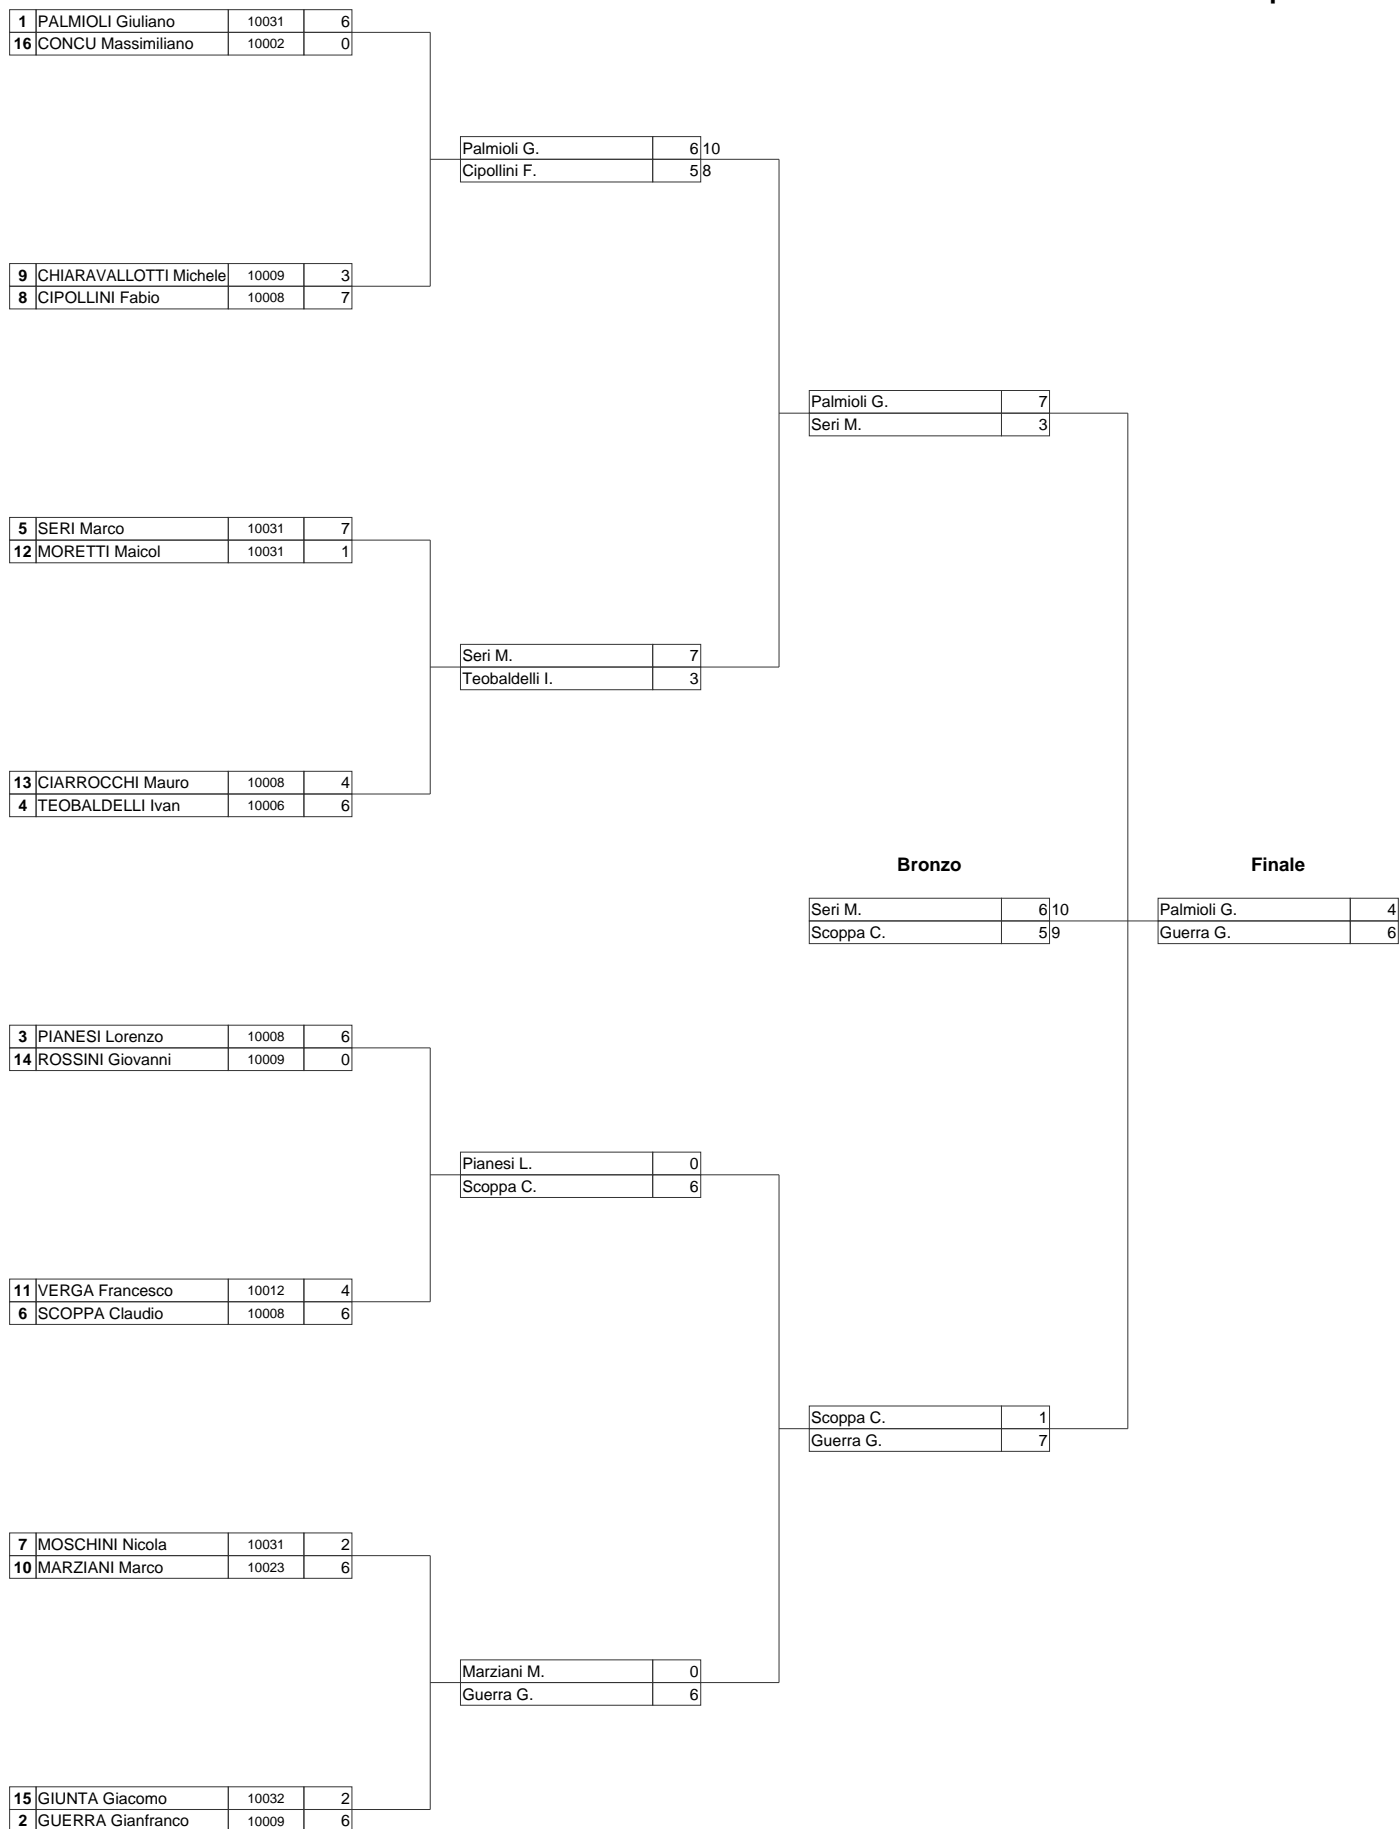 1 PALMIOLI Giuliano 10031 6
16 CONCU Massimiliano 10002 0
Palmioli G. 6 10
Cipollini F. 5 8
9 CHIARAVALLOTTI Michele 10009 3
8 CIPOLLINI Fabio 10008 7
Palmioli G. 7
Seri M. 3
5 SERI Marco 10031 7
12 MORETTI Maicol 10031 1
Seri M. 7
Teobaldelli I. 3
13 CIARROCCHI Mauro 10008 4
4 TEOBALDELLI Ivan 10006 6
Bronzo Finale
Seri M. 6 10 Palmioli G. 4
Scoppa C. 5 9 Guerra G. 6
3 PIANESI Lorenzo 10008 6
14 ROSSINI Giovanni 10009 0
Pianesi L. 0
Scoppa C. 6
11 VERGA Francesco 10012 4
6 SCOPPA Claudio 10008 6
Scoppa C. 1
Guerra G. 7
7 MOSCHINI Nicola 10031 2
10 MARZIANI Marco 10023 6
Marziani M. 0
Guerra G. 6
15 GIUNTA Giacomo 10032 2
2 GUERRA Gianfranco 10009 6